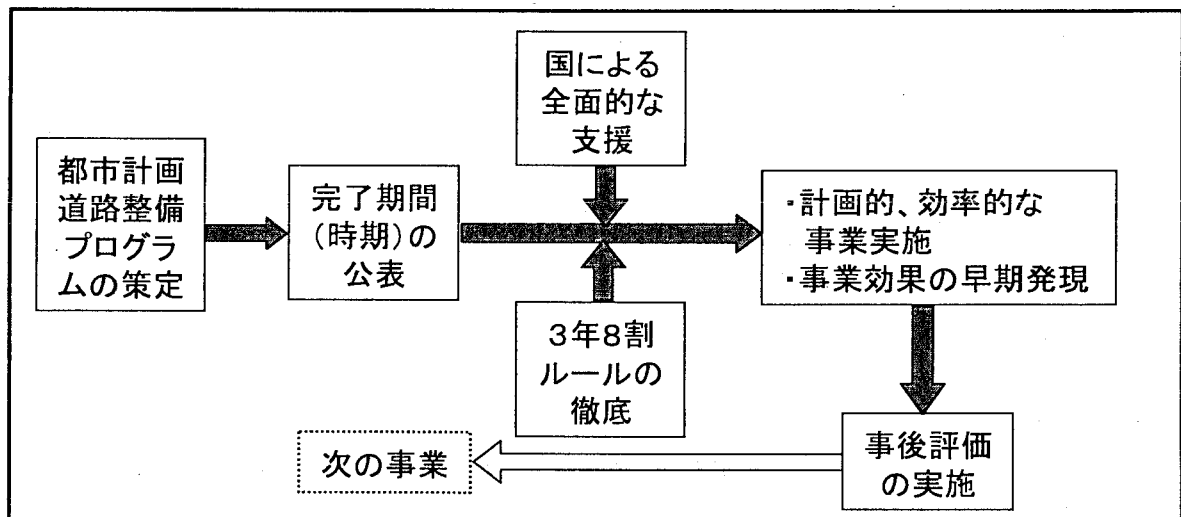 国による
全面的な
支援
都市計画
道路整備
プログラ
ムの策定
完了期間
(時期)の
公表
・計画的、効率的な
事業実施
・事業効果の早期発現
3年8割
ルールの
徹底
事後評価
の実施
次の事業